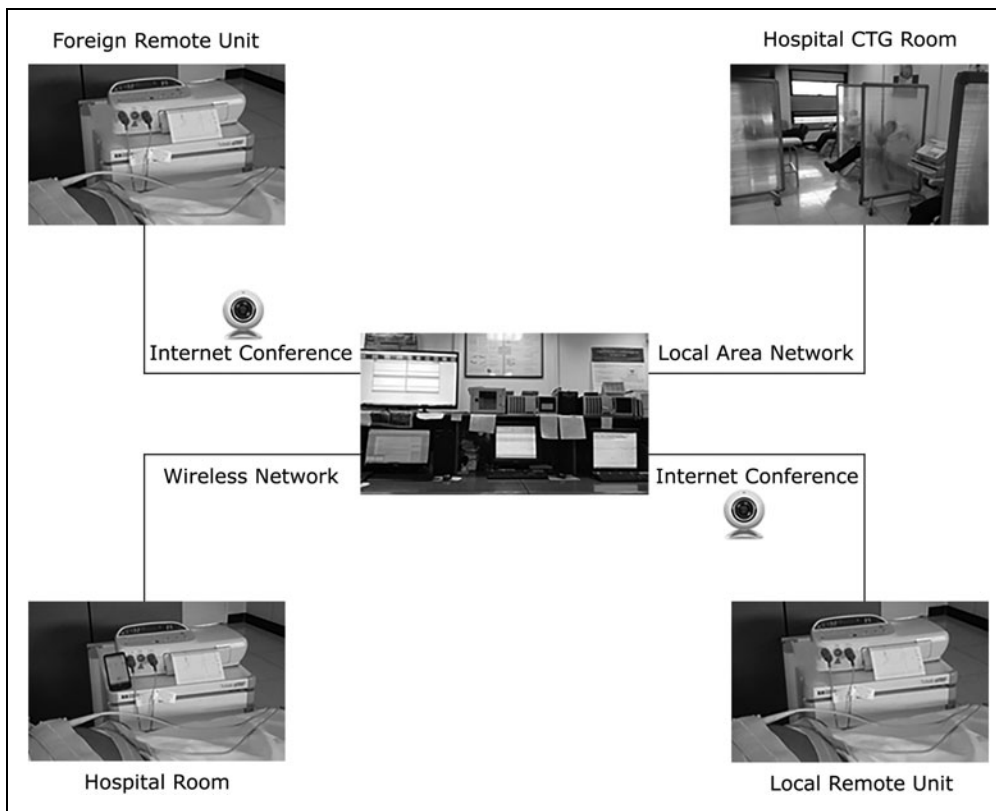 Foreign Remote Unit
Hospital CTG Room
Internet Conference
Local Area Network
Wireless Network
Internet Conference
Hospital Room
Local Remote Unit